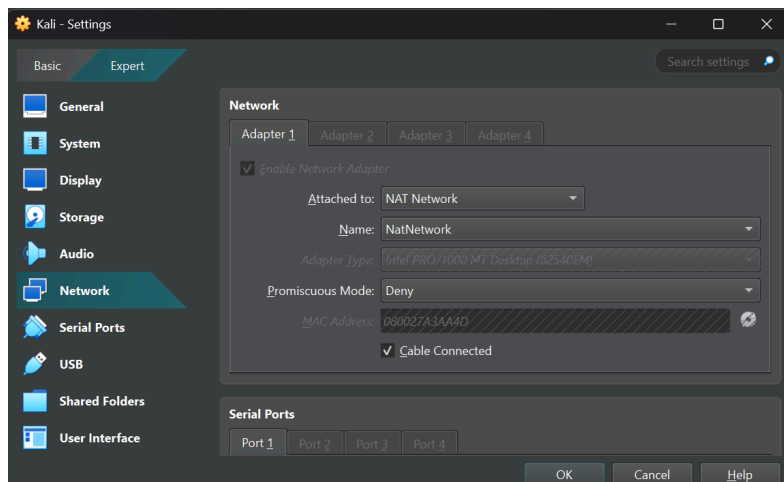 Kali - Settings
Basic Expert Search settings
General
System
Display
Storage
Audio
Network
Serial Ports
USB
Shared Folders
User Interface
Network
Adapter 1 Adapter 2 Adapter 3 Adapter 4
Enable Network Adapter
Attached to: NAT Network
Name: NatNetwork
Adapter Type: Intel PRO/1000 MT Desktop (82540EM)
Promiscuous Mode: Deny
MAC Address: 080027A3AA4D
Cable Connected
Serial Ports
Port 1 Port 2 Port 3 Port 4
OK Cancel Help